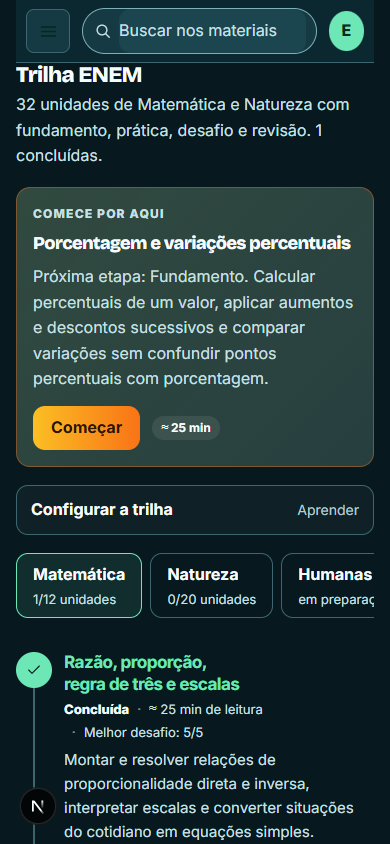 Buscar nos materiais
E
Trilha ENEM
32 unidades de Matemática e Natureza com
fundamento, prática, desafio e revisão. 1
concluídas.
COMECE POR AQUI
Porcentagem e variações percentuais
Próxima etapa: Fundamento. Calcular
percentuais de um valor, aplicar aumentos
e descontos sucessivos e comparar
variações sem confundir pontos
percentuais com porcentagem.
Começar
≈ 25 min
Configurar a trilha
Aprender
Matemática
Natureza
Humanas
1/12 unidades
0/20 unidades
em preparaç
Razão, proporção,
regra de três e escalas
Concluída · ≈ 25 min de leitura
· Melhor desafio: 5/5
Montar e resolver relações de
proporcionalidade direta e inversa,
N
interpretar escalas e converter situações
do cotidiano em equações simples.